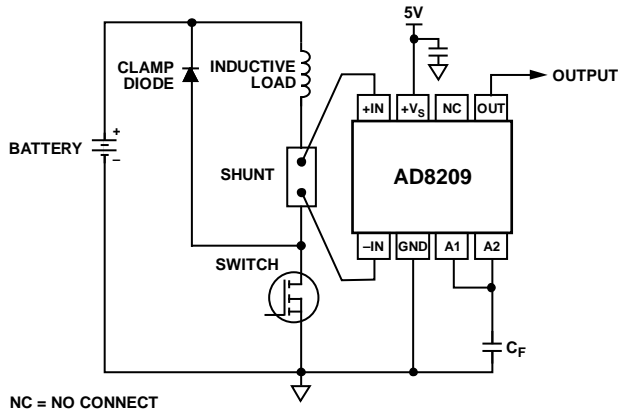 5V
CLAMP
DIODE
INDUCTIVE
LOAD
OUTPUT
+IN
+VS
NC
OUT
BATTERY
+
–
SHUNT
AD8209
–IN
GND
A1
A2
SWITCH
CF
NC = NO CONNECT